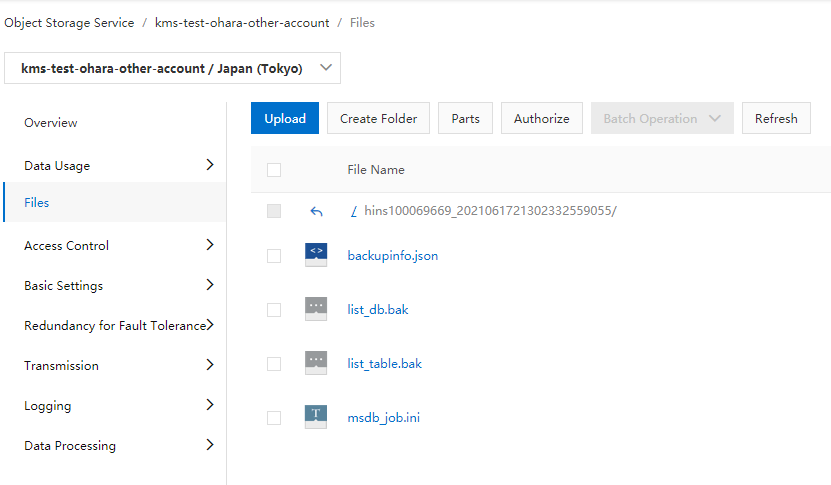 Object Storage Service / kms-test-ohara-other-account / Files
kms-test-ohara-other-account / Japan (Tokyo)
Overview
Data Usage
Files
Access Control
Basic Settings
Redundancy for Fault Tolerance
Transmission
Logging
Data Processing
Upload Create Folder Parts Authorize Batch Operation Refresh
File Name
/ hins100069669_20210617213023325​59055/
<> backupinfo.json
list_db.bak
list_table.bak
T msdb_job.ini